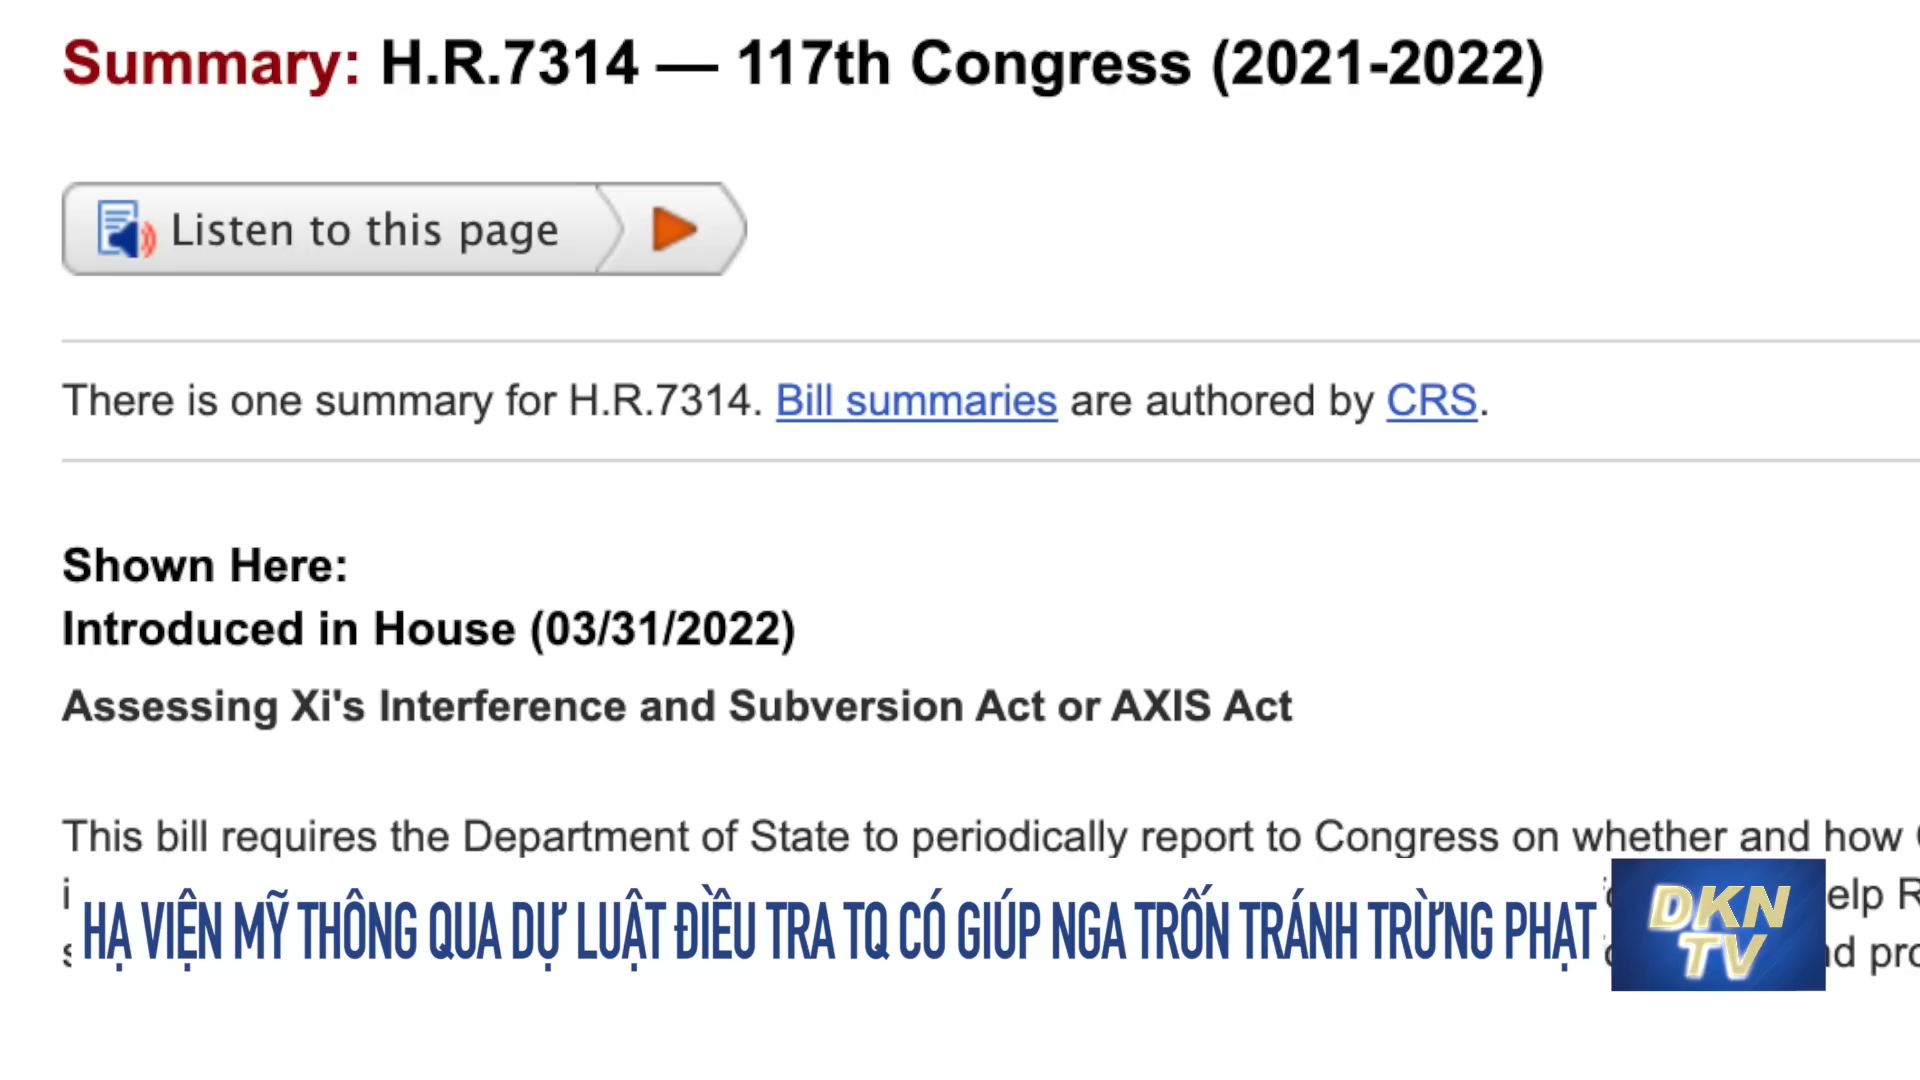 Summary: H.R.7314 — 117th Congress (2021-2022)
Listen to this page
There is one summary for H.R.7314. Bill summaries are authored by CRS.
Shown Here:
Introduced in House (03/31/2022)
Assessing Xi's Interference and Subversion Act or AXIS Act
This bill requires the Department of State to periodically report to Congress on whether and how
elp R
HẠ VIỆN MỸ THÔNG QUA DỰ LUẬT ĐIỀU TRA TQ CÓ GIÚP NGA TRỐN TRÁNH TRỪNG PHẠT
DKN
TV